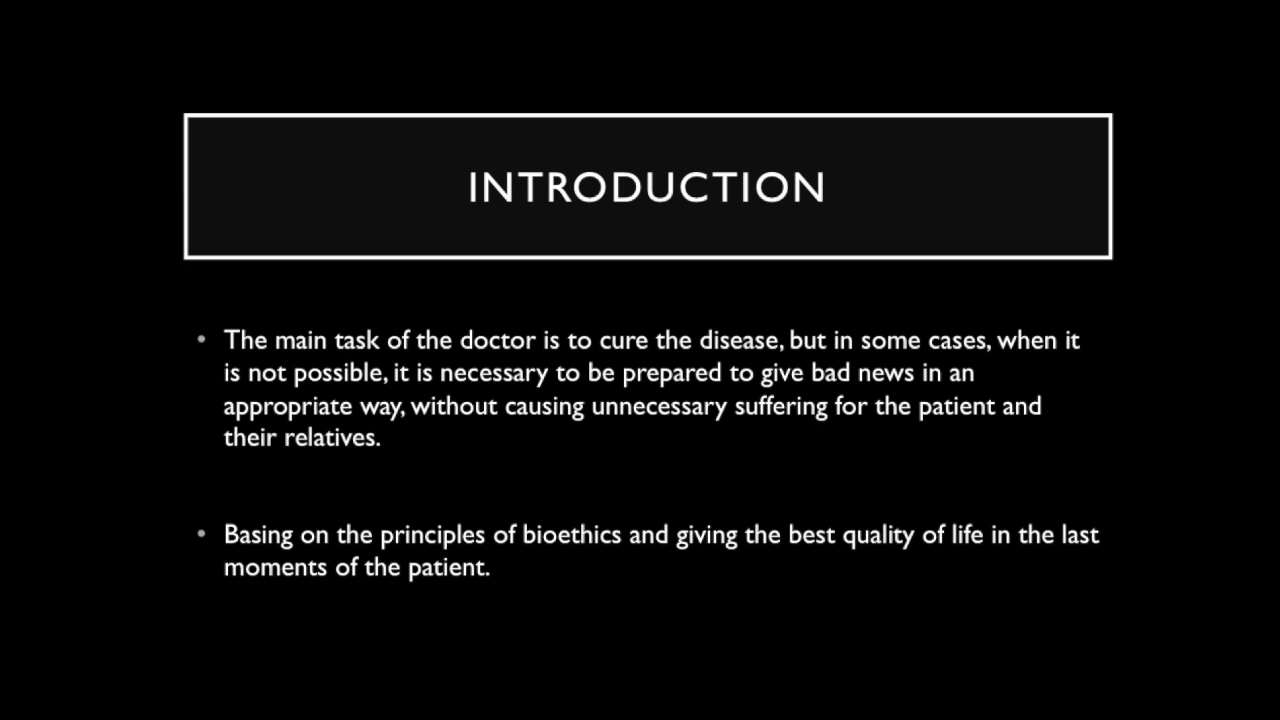 INTRODUCTION
• The main task of the doctor is to cure the disease, but in some cases, when it
is not possible, it is necessary to be prepared to give bad news in an
appropriate way, without causing unnecessary suffering for the patient and
their relatives.
• Basing on the principles of bioethics and giving the best quality of life in the last
moments of the patient.